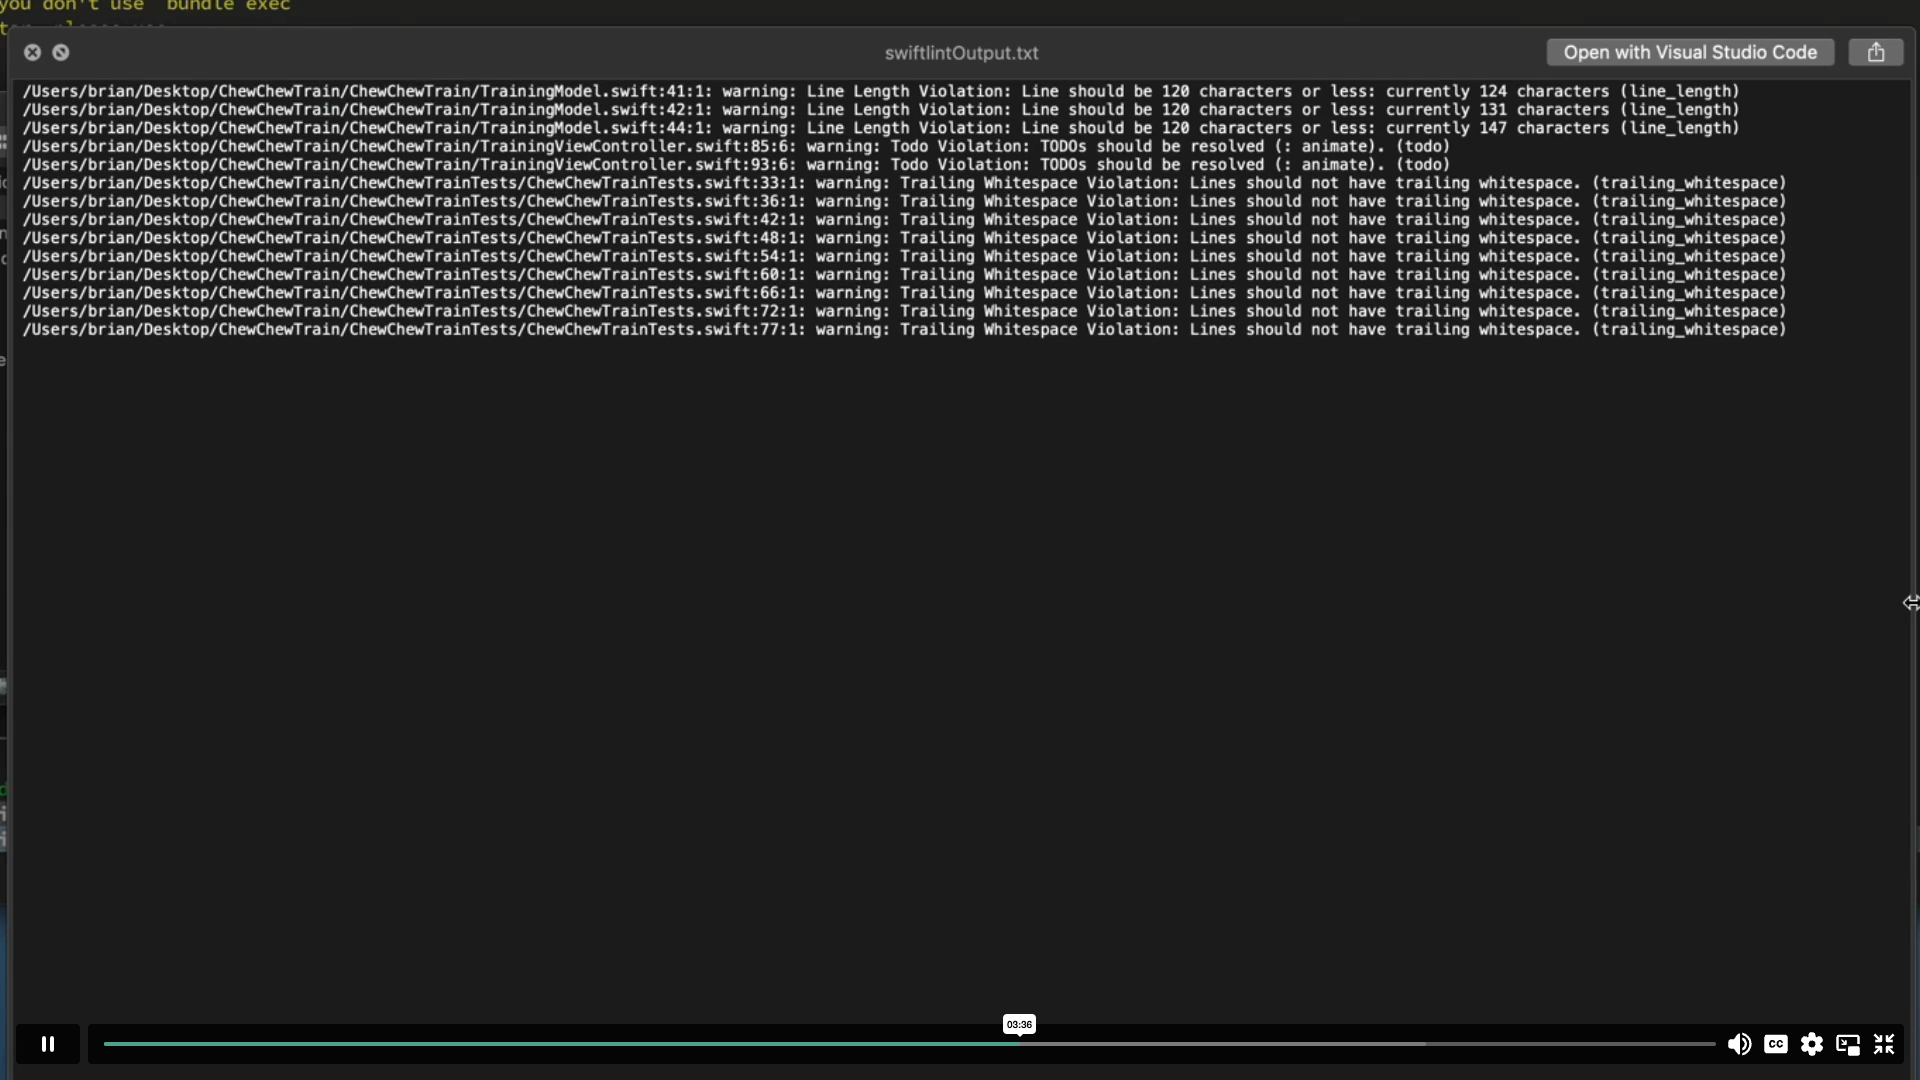 you don't use `bundle exec
swiftlintOutput.txt
Open with Visual Studio Code
/Users/brian/Desktop/ChewChewTrain/ChewChewTrain/TrainingModel.swift:41:1: warning: Line Length Violation: Line should be 120 characters or less: currently 124 characters (line_length)
/Users/brian/Desktop/ChewChewTrain/ChewChewTrain/TrainingModel.swift:42:1: warning: Line Length Violation: Line should be 120 characters or less: currently 131 characters (line_length)
/Users/brian/Desktop/ChewChewTrain/ChewChewTrain/TrainingModel.swift:44:1: warning: Line Length Violation: Line should be 120 characters or less: currently 147 characters (line_length)
/Users/brian/Desktop/ChewChewTrain/ChewChewTrain/TrainingViewController.swift:85:6: warning: Todo Violation: TODOs should be resolved (: animate). (todo)
/Users/brian/Desktop/ChewChewTrain/ChewChewTrain/TrainingViewController.swift:93:6: warning: Todo Violation: TODOs should be resolved (: animate). (todo)
/Users/brian/Desktop/ChewChewTrain/ChewChewTrainTests/ChewChewTrainTests.swift:33:1: warning: Trailing Whitespace Violation: Lines should not have trailing whitespace. (trailing_whitespace)
/Users/brian/Desktop/ChewChewTrain/ChewChewTrainTests/ChewChewTrainTests.swift:36:1: warning: Trailing Whitespace Violation: Lines should not have trailing whitespace. (trailing_whitespace)
/Users/brian/Desktop/ChewChewTrain/ChewChewTrainTests/ChewChewTrainTests.swift:42:1: warning: Trailing Whitespace Violation: Lines should not have trailing whitespace. (trailing_whitespace)
/Users/brian/Desktop/ChewChewTrain/ChewChewTrainTests/ChewChewTrainTests.swift:48:1: warning: Trailing Whitespace Violation: Lines should not have trailing whitespace. (trailing_whitespace)
/Users/brian/Desktop/ChewChewTrain/ChewChewTrainTests/ChewChewTrainTests.swift:54:1: warning: Trailing Whitespace Violation: Lines should not have trailing whitespace. (trailing_whitespace)
/Users/brian/Desktop/ChewChewTrain/ChewChewTrainTests/ChewChewTrainTests.swift:60:1: warning: Trailing Whitespace Violation: Lines should not have trailing whitespace. (trailing_whitespace)
/Users/brian/Desktop/ChewChewTrain/ChewChewTrainTests/ChewChewTrainTests.swift:66:1: warning: Trailing Whitespace Violation: Lines should not have trailing whitespace. (trailing_whitespace)
/Users/brian/Desktop/ChewChewTrain/ChewChewTrainTests/ChewChewTrainTests.swift:72:1: warning: Trailing Whitespace Violation: Lines should not have trailing whitespace. (trailing_whitespace)
/Users/brian/Desktop/ChewChewTrain/ChewChewTrainTests/ChewChewTrainTests.swift:77:1: warning: Trailing Whitespace Violation: Lines should not have trailing whitespace. (trailing_whitespace)
03:36
CC